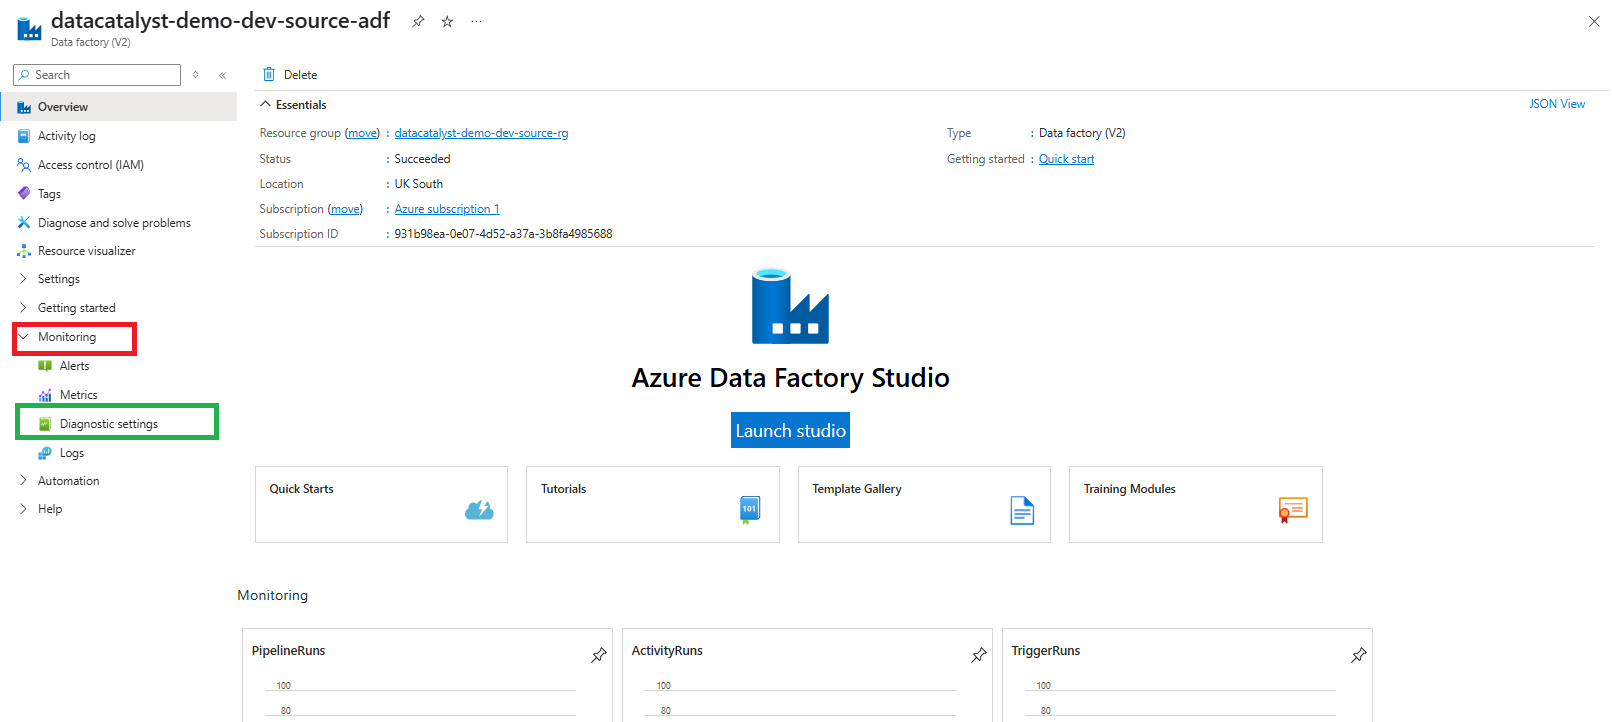 datacatalyst-demo-dev-source-adf
Data factory (V2)
Search
Delete
Overview
Activity log
Access control (IAM)
Tags
Diagnose and solve problems
Resource visualizer
Settings
Getting started
Monitoring
Alerts
Metrics
Diagnostic settings
Logs
Automation
Help
Essentials
JSON View
Resource group (move) : datacatalyst-demo-dev-source-rg
Status : Succeeded
Location : UK South
Subscription (move) : Azure subscription 1
Subscription ID : 931b98ea-0e07-4d52-a37a-3b8fa4985688
Type : Data factory (V2)
Getting started : Quick start
Azure Data Factory Studio
Launch studio
Quick Starts
Tutorials
101
Template Gallery
Training Modules
Monitoring
PipelineRuns
100
80
ActivityRuns
100
80
TriggerRuns
100
80